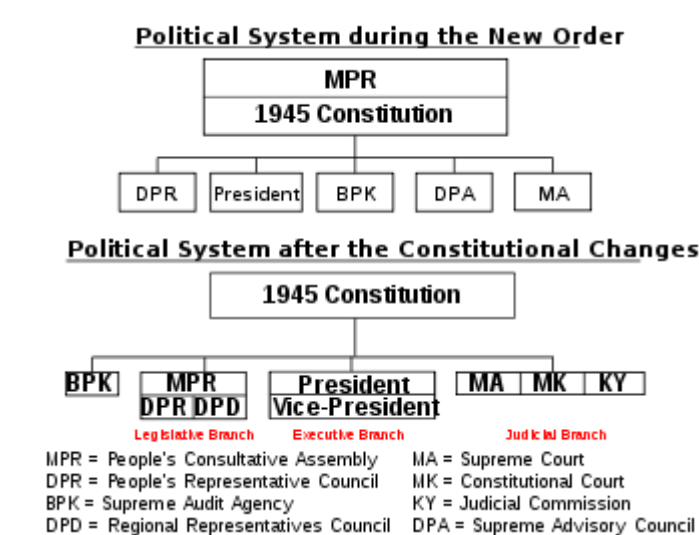 Political System during the New Order
MPR
1945 Constitution
DPR President BPK DPA MA
Political System after the Constitutional Changes
1945 Constitution
BPK MPR President MA MK KY
DPR DPD Vice-President
Legislative Branch Executive Branch Judicial Branch
MPR = People's Consultative Assembly MA = Supreme Court
DPR = People's Representative Council MK = Constitutional Court
BPK = Supreme Audit Agency KY = Judicial Commission
DPD = Regional Representatives Council DPA = Supreme Advisory Council